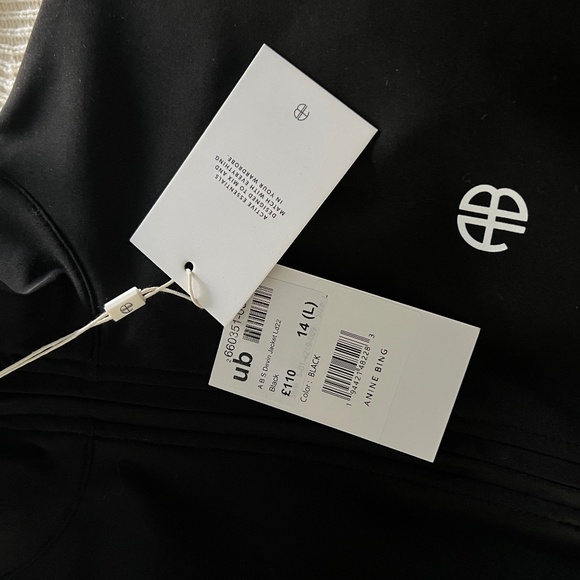 ACTIVE ESSENTIALS
DESIGNED TO MIX AND
MATCH WITH EVERYTHING
IN YOUR WARDROBE.
AB
ub
A B S Devin Jacket Ld22
Black
£110
14 (L)
Color : BLACK
ANINE BING